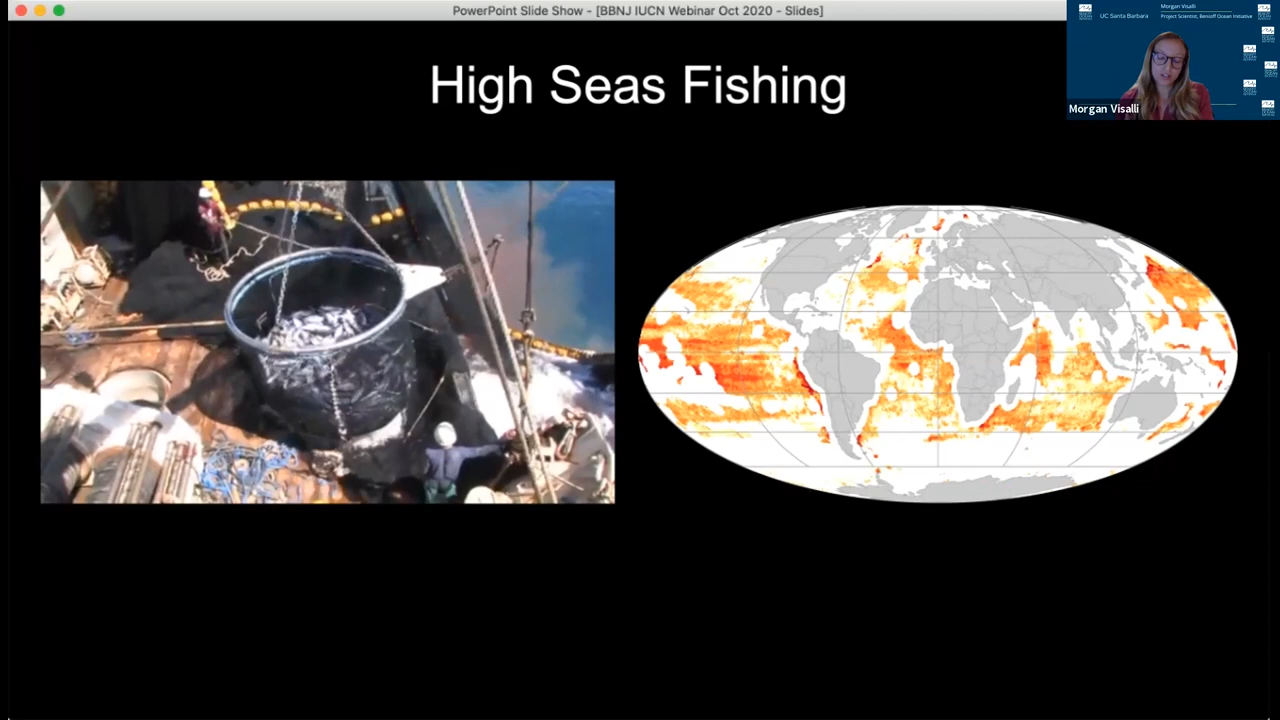 PowerPoint Slide Show - [BBNJ IUCN Webinar Oct 2020 - Slides]
UC Santa Barbara
Morgan Visalli
Project Scientist, Benioff Ocean Initiative
Morgan Visalli
High Seas Fishing